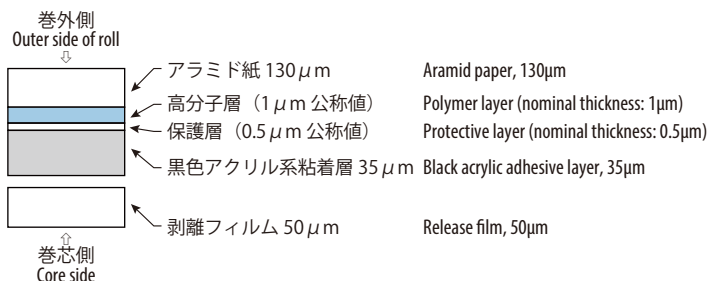 巻外側
Outer side of roll
⇩
アラミド紙 130μm Aramid paper, 130μm
高分子層（1μm 公称値） Polymer layer (nominal thickness: 1μm)
保護層（0.5μm 公称値） Protective layer (nominal thickness: 0.5μm)
黒色アクリル系粘着層 35μm Black acrylic adhesive layer, 35μm
剥離フィルム 50μm Release film, 50μm
⇧
巻芯側
Core side